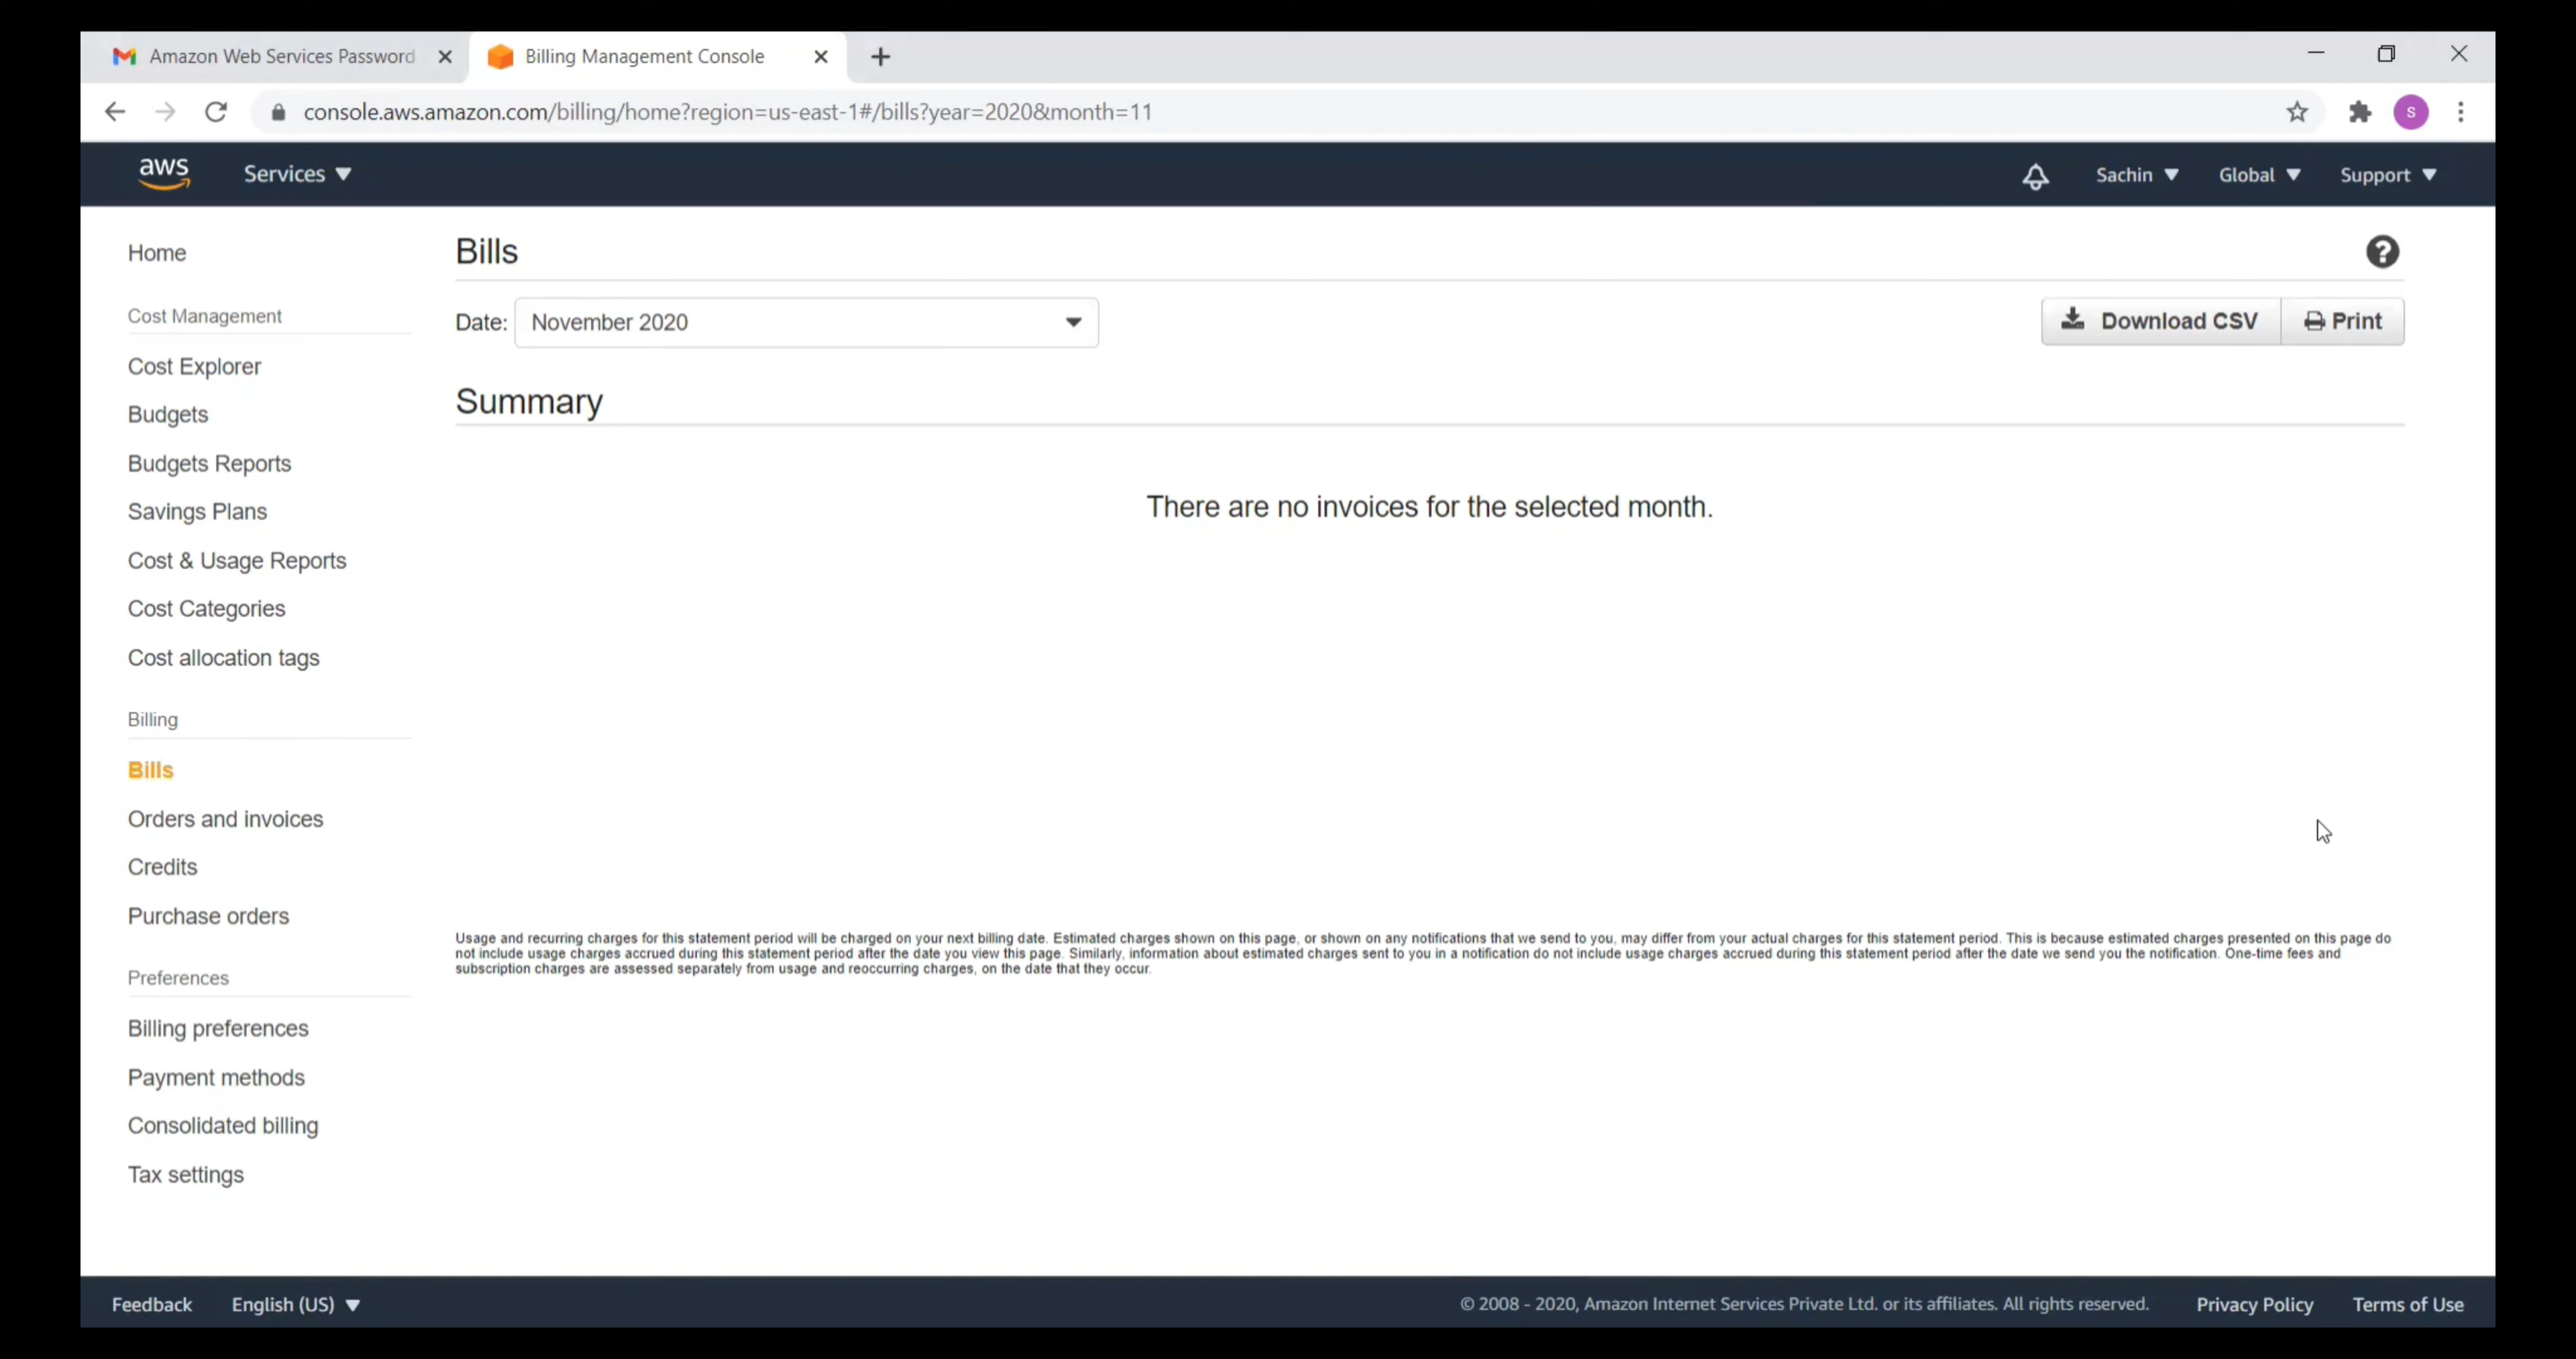 Amazon Web Services Password
Billing Management Console
console.aws.amazon.com/billing/home?region=us-east-1#/bills?year=2020&month=11
S
aws
Services
Sachin
Global
Support
Home
Cost Management
Cost Explorer
Budgets
Budgets Reports
Savings Plans
Cost & Usage Reports
Cost Categories
Cost allocation tags
Billing
Bills
Orders and invoices
Credits
Purchase orders
Preferences
Billing preferences
Payment methods
Consolidated billing
Tax settings
Bills
?
Date: November 2020
Download CSV
Print
Summary
There are no invoices for the selected month.
Usage and recurring charges for this statement period will be charged on your next billing date. Estimated charges shown on this page, or shown on any notifications that we send to you, may differ from your actual charges for this statement period. This is because estimated charges presented on this page do
not include usage charges accrued during this statement period after the date you view this page. Similarly, information about estimated charges sent to you in a notification do not include usage charges accrued during this statement period after the date we send you the notification. One-time fees and
subscription charges are assessed separately from usage and reoccurring charges, on the date that they occur.
Feedback
English (US)
© 2008 - 2020, Amazon Internet Services Private Ltd. or its affiliates. All rights reserved.
Privacy Policy
Terms of Use